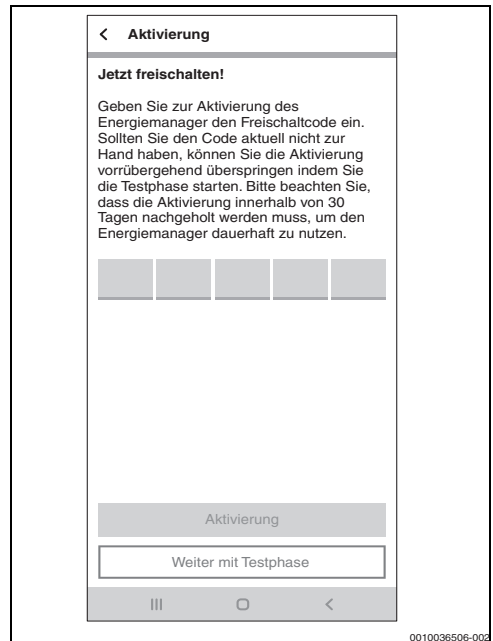 Aktivierung
Jetzt freischalten!
Geben Sie zur Aktivierung des
Energiemanager den Freischaltcode ein.
Sollten Sie den Code aktuell nicht zur
Hand haben, können Sie die Aktivierung
vorrübergehend überspringen indem Sie
die Testphase starten. Bitte beachten Sie,
dass die Aktivierung innerhalb von 30
Tagen nachgeholt werden muss, um den
Energiemanager dauerhaft zu nutzen.
Aktivierung
Weiter mit Testphase
0010036506-002